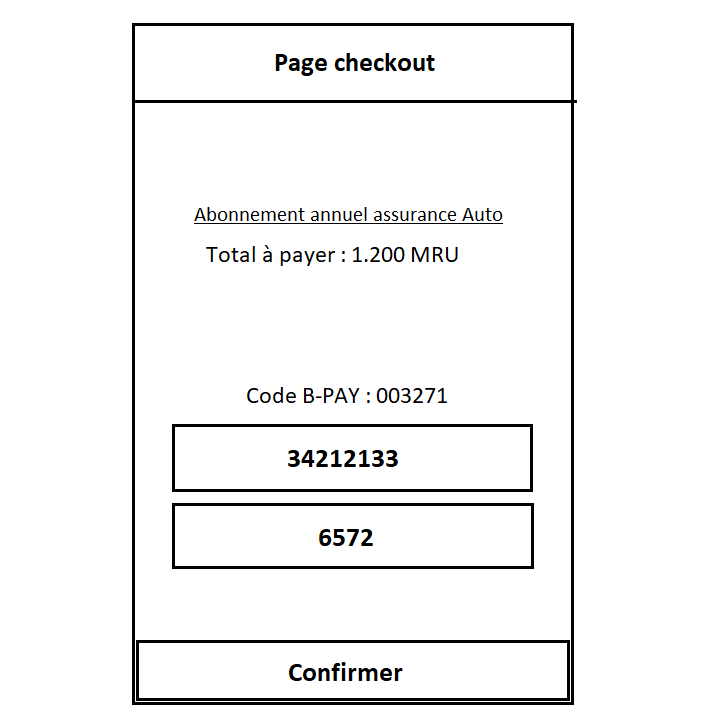 Page checkout
Abonnement annuel assurance Auto
Total à payer : 1.200 MRU
Code B-PAY : 003271
34212133
6572
Confirmer